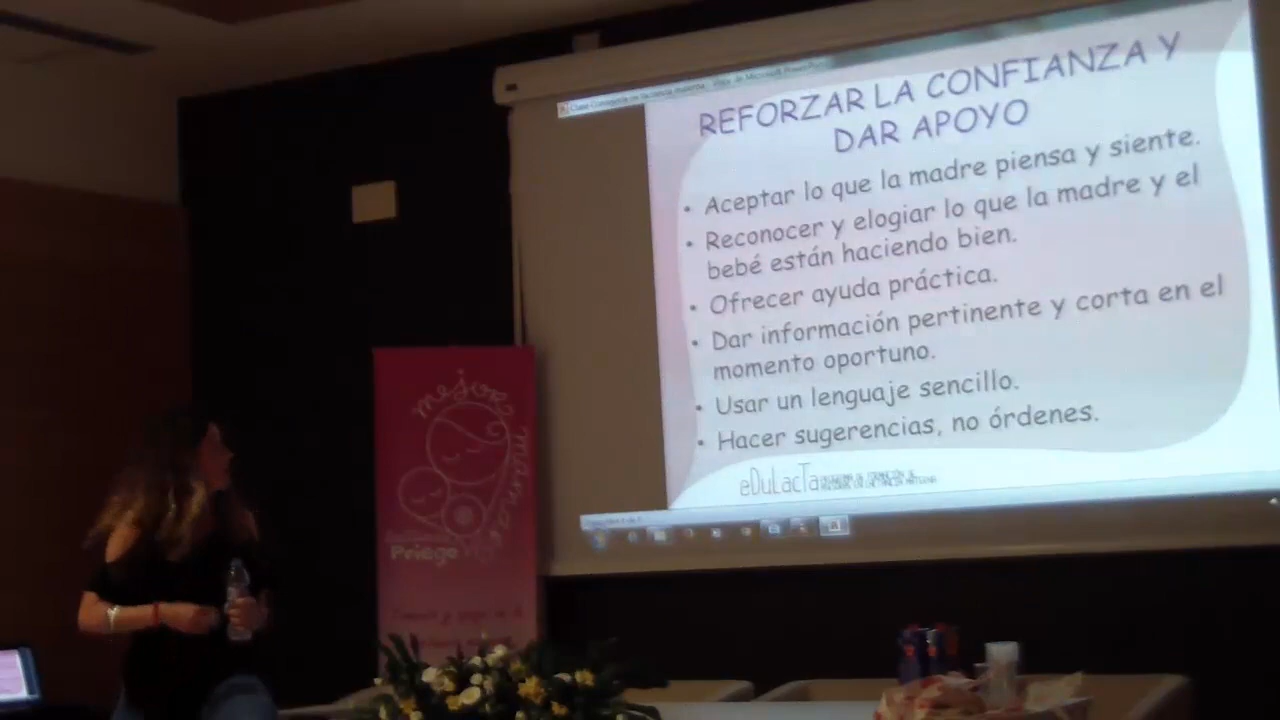 REFORZAR LA CONFIANZA Y
DAR APOYO
• Aceptar lo que la madre piensa y siente.
• Reconocer y elogiar lo que la madre y el
bebé están haciendo bien.
• Ofrecer ayuda práctica.
• Dar información pertinente y corta en el
momento oportuno.
• Usar un lenguaje sencillo.
• Hacer sugerencias, no órdenes.
eDuLacTa
mejor
mamar
Priego